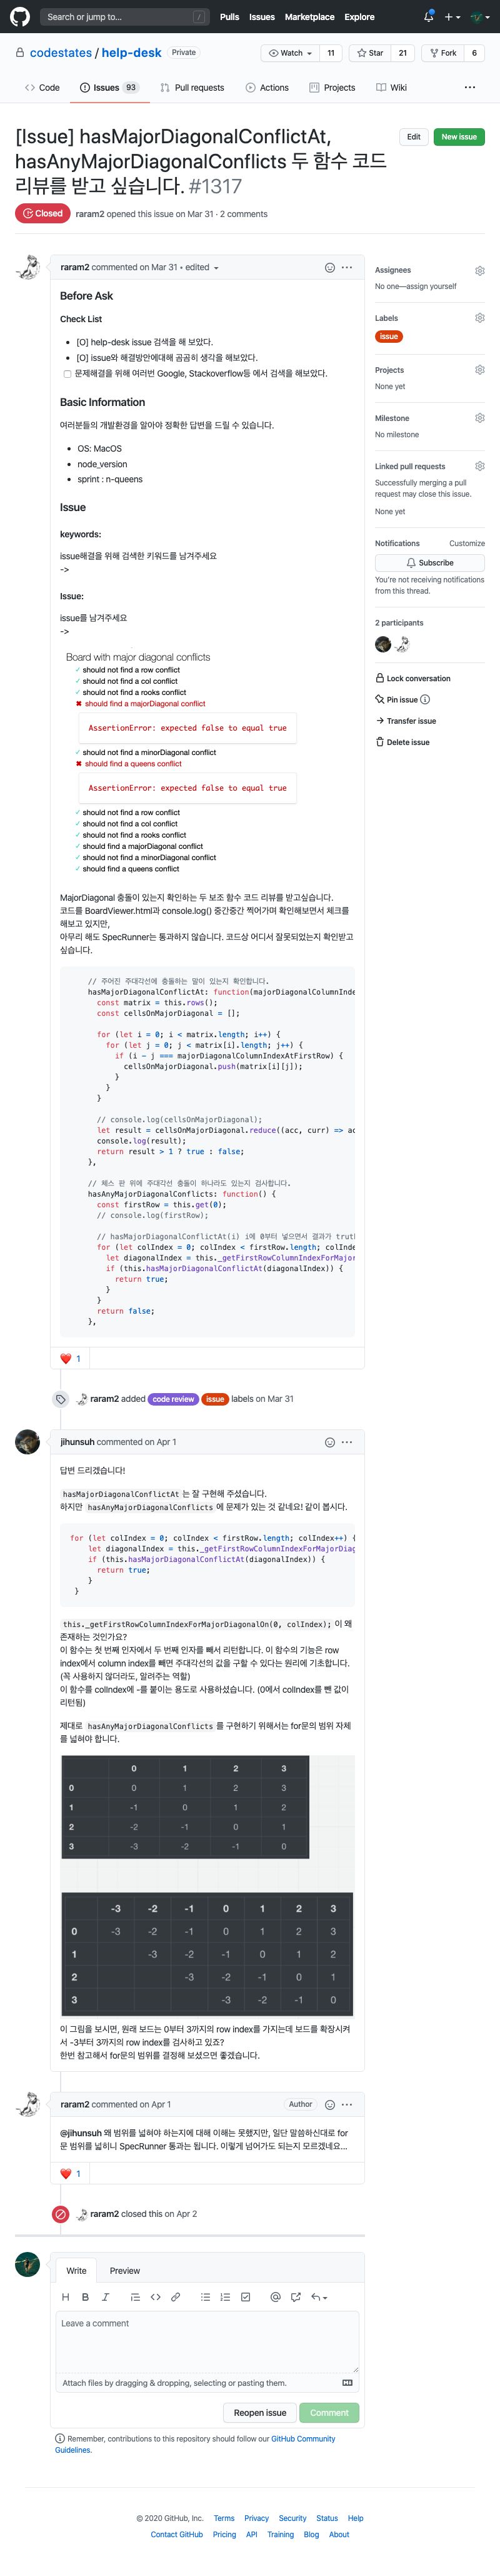 Search or jump to...
/
Pulls Issues Marketplace Explore
codestates / help-desk Private
Watch 11 Star 21 Fork 6
Code Issues 93 Pull requests Actions Projects Wiki ...
[Issue] hasMajorDiagonalConflictAt,
hasAnyMajorDiagonalConflicts 두 함수 코드
리뷰를 받고 싶습니다. #1317
Edit New issue
Closed raram2 opened this issue on Mar 31 · 2 comments
raram2 commented on Mar 31 • edited
Before Ask
Check List
[O] help-desk issue 검색을 해 보았다.
[O] issue와 해결방안에대해 곰곰히 생각을 해보았다.
문제해결을 위해 여러번 Google, Stackoverflow등 에서 검색을 해보았다.
Basic Information
여러분들의 개발환경을 알아야 정확한 답변을 드릴 수 있습니다.
OS: MacOS
node_version
sprint : n-queens
Issue
keywords:
issue해결을 위해 검색한 키워드를 남겨주세요
->
Issue:
issue를 남겨주세요
->
Board with major diagonal conflicts
✓ should not find a row conflict
✓ should not find a col conflict
✓ should not find a rooks conflict
✖ should find a majorDiagonal conflict
AssertionError: expected false to equal true
✓ should not find a minorDiagonal conflict
✖ should find a queens conflict
AssertionError: expected false to equal true
✓ should not find a row conflict
✓ should not find a col conflict
✓ should not find a rooks conflict
✓ should find a majorDiagonal conflict
✓ should not find a minorDiagonal conflict
✓ should find a queens conflict
MajorDiagonal 충돌이 있는지 확인하는 두 보조 함수 코드 리뷰를 받고싶습니다.
코드를 BoardViewer.html과 console.log() 중간중간 찍어가며 확인해보면서 체크를
해보고 있지만,
아무리 해도 SpecRunner는 통과하지 않습니다. 코드상 어디서 잘못되었는지 확인받고
싶습니다.
// 주어진 주대각선에 충돌하는 말이 있는지 확인합니다.
hasMajorDiagonalConflictAt: function(majorDiagonalColumnInde
const matrix = this.rows();
const cellsOnMajorDiagonal = [];
for (let i = 0; i < matrix.length; i++) {
for (let j = 0; j < matrix[i].length; j++) {
if (i - j === majorDiagonalColumnIndexAtFirstRow) {
cellsOnMajorDiagonal.push(matrix[i][j]);
}
}
}
// console.log(cellsOnMajorDiagonal);
let result = cellsOnMajorDiagonal.reduce((acc, curr) => ac
console.log(result);
return result > 1 ? true : false;
},
// 체스 판 위에 주대각선 충돌이 하나라도 있는지 검사합니다.
hasAnyMajorDiagonalConflicts: function() {
const firstRow = this.get(0);
// console.log(firstRow);
// hasMajorDiagonalConflictAt(i) i에 0부터 넣으면서 결과가 trut
for (let colIndex = 0; colIndex < firstRow.length; colInde
let diagonalIndex = this._getFirstRowColumnIndexForMajor
if (this.hasMajorDiagonalConflictAt(diagonalIndex)) {
return true;
}
}
return false;
},
❤️ 1
raram2 added code review issue labels on Mar 31
jihunsuh commented on Apr 1
답변 드리겠습니다!
hasMajorDiagonalConflictAt 는 잘 구현해 주셨습니다.
하지만 hasAnyMajorDiagonalConflicts 에 문제가 있는 것 같네요! 같이 봅시다.
for (let colIndex = 0; colIndex < firstRow.length; colIndex++) {
let diagonalIndex = this._getFirstRowColumnIndexForMajorDiag
if (this.hasMajorDiagonalConflictAt(diagonalIndex)) {
return true;
}
}
this._getFirstRowColumnIndexForMajorDiagonalOn(0, colIndex); 이 왜
존재하는 것인가요?
이 함수는 첫 번째 인자에서 두 번째 인자를 빼서 리턴합니다. 이 함수의 기능은 row
index에서 column index를 빼면 주대각선의 값을 구할 수 있다는 원리에 기초합니다.
(꼭 사용하지 않더라도, 알려주는 역할)
이 함수를 colIndex에 -를 붙이는 용도로 사용하셨습니다. (0에서 colIndex를 뺀 값이
리턴됨)
제대로 hasAnyMajorDiagonalConflicts 를 구현하기 위해서는 for문의 범위 자체
를 넓혀야 합니다.
0 1 2 3
0 0 1 2 3
1 -1 0 1 2
2 -2 -1 0 1
3 -3 -2 -1 0
-3 -2 -1 0 1 2 3
0 -3 -2 -1 0 1 2 3
1 -3 -2 -1 0 1 2
2 -3 -2 -1 0 1
3 -3 -2 -1 0
이 그림을 보시면, 원래 보드는 0부터 3까지의 row index를 가지는데 보드를 확장시켜
서 -3부터 3까지의 row index를 검사하고 있죠?
한번 참고해서 for문의 범위를 결정해 보셨으면 좋겠습니다.
raram2 commented on Apr 1 Author
@jihunsuh 왜 범위를 넓혀야 하는지에 대해 이해는 못했지만, 일단 말씀하신대로 for
문 범위를 넓히니 SpecRunner 통과는 됩니다. 이렇게 넘어가도 되는지 모르겠네요...
❤️ 1
raram2 closed this on Apr 2
Write Preview
Leave a comment
Attach files by dragging & dropping, selecting or pasting them.
Reopen issue Comment
Remember, contributions to this repository should follow our GitHub Community
Guidelines.
Assignees
No one—assign yourself
Labels
issue
Projects
None yet
Milestone
No milestone
Linked pull requests
Successfully merging a pull
request may close this issue.
None yet
Notifications Customize
Subscribe
You're not receiving notifications
from this thread.
2 participants
Lock conversation
Pin issue
Transfer issue
Delete issue
© 2020 GitHub, Inc. Terms Privacy Security Status Help
Contact GitHub Pricing API Training Blog About